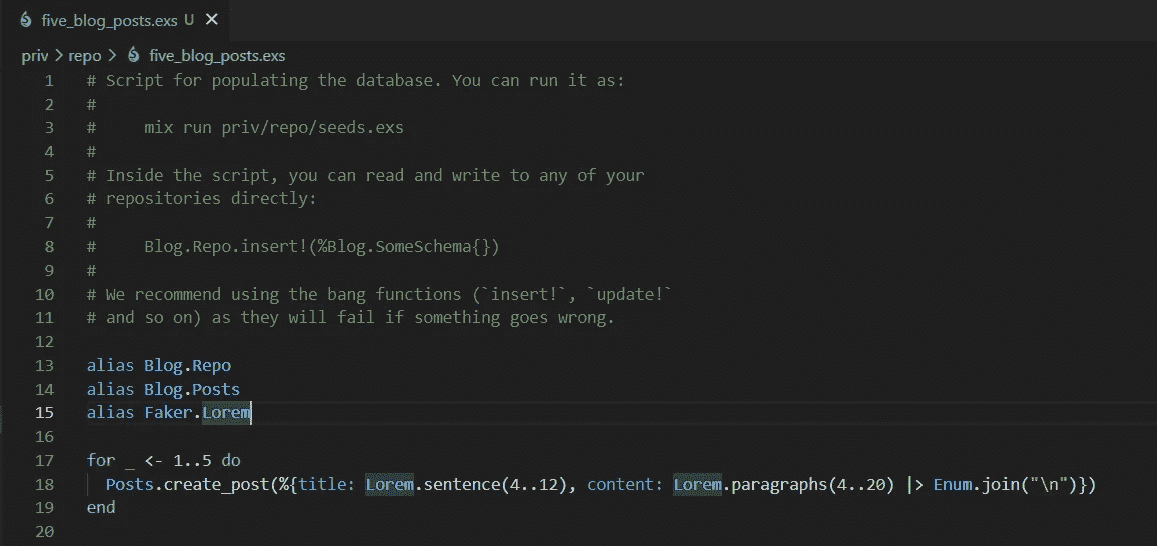 five_blog_posts.exs U ×
priv > repo > five_blog_posts.exs
1 # Script for populating the database. You can run it as:
2 #
3 #     mix run priv/repo/seeds.exs
4 #
5 # Inside the script, you can read and write to any of your
6 # repositories directly:
7 #
8 #     Blog.Repo.insert!(%Blog.SomeSchema{})
9 #
10 # We recommend using the bang functions (`insert!`, `update!`
11 # and so on) as they will fail if something goes wrong.
12
13 alias Blog.Repo
14 alias Blog.Posts
15 alias Faker.Lorem
16
17 for _ <- 1..5 do
18   Posts.create_post(%{title: Lorem.sentence(4..12), content: Lorem.paragraphs(4..20) |> Enum.join("\n")})
19 end
20